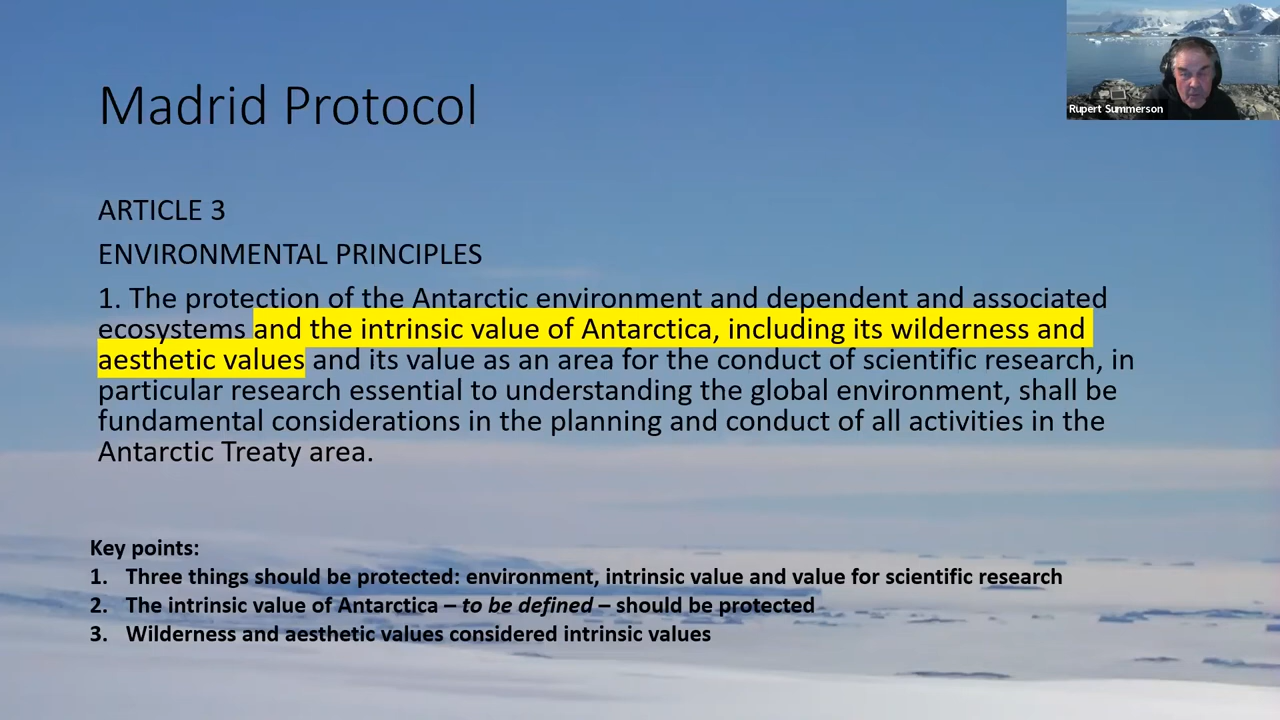 Madrid Protocol
Rupert Summerson
ARTICLE 3
ENVIRONMENTAL PRINCIPLES
1. The protection of the Antarctic environment and dependent and associated
ecosystems and the intrinsic value of Antarctica, including its wilderness and
aesthetic values and its value as an area for the conduct of scientific research, in
particular research essential to understanding the global environment, shall be
fundamental considerations in the planning and conduct of all activities in the
Antarctic Treaty area.
Key points:
1. Three things should be protected: environment, intrinsic value and value for scientific research
2. The intrinsic value of Antarctica – to be defined – should be protected
3. Wilderness and aesthetic values considered intrinsic values